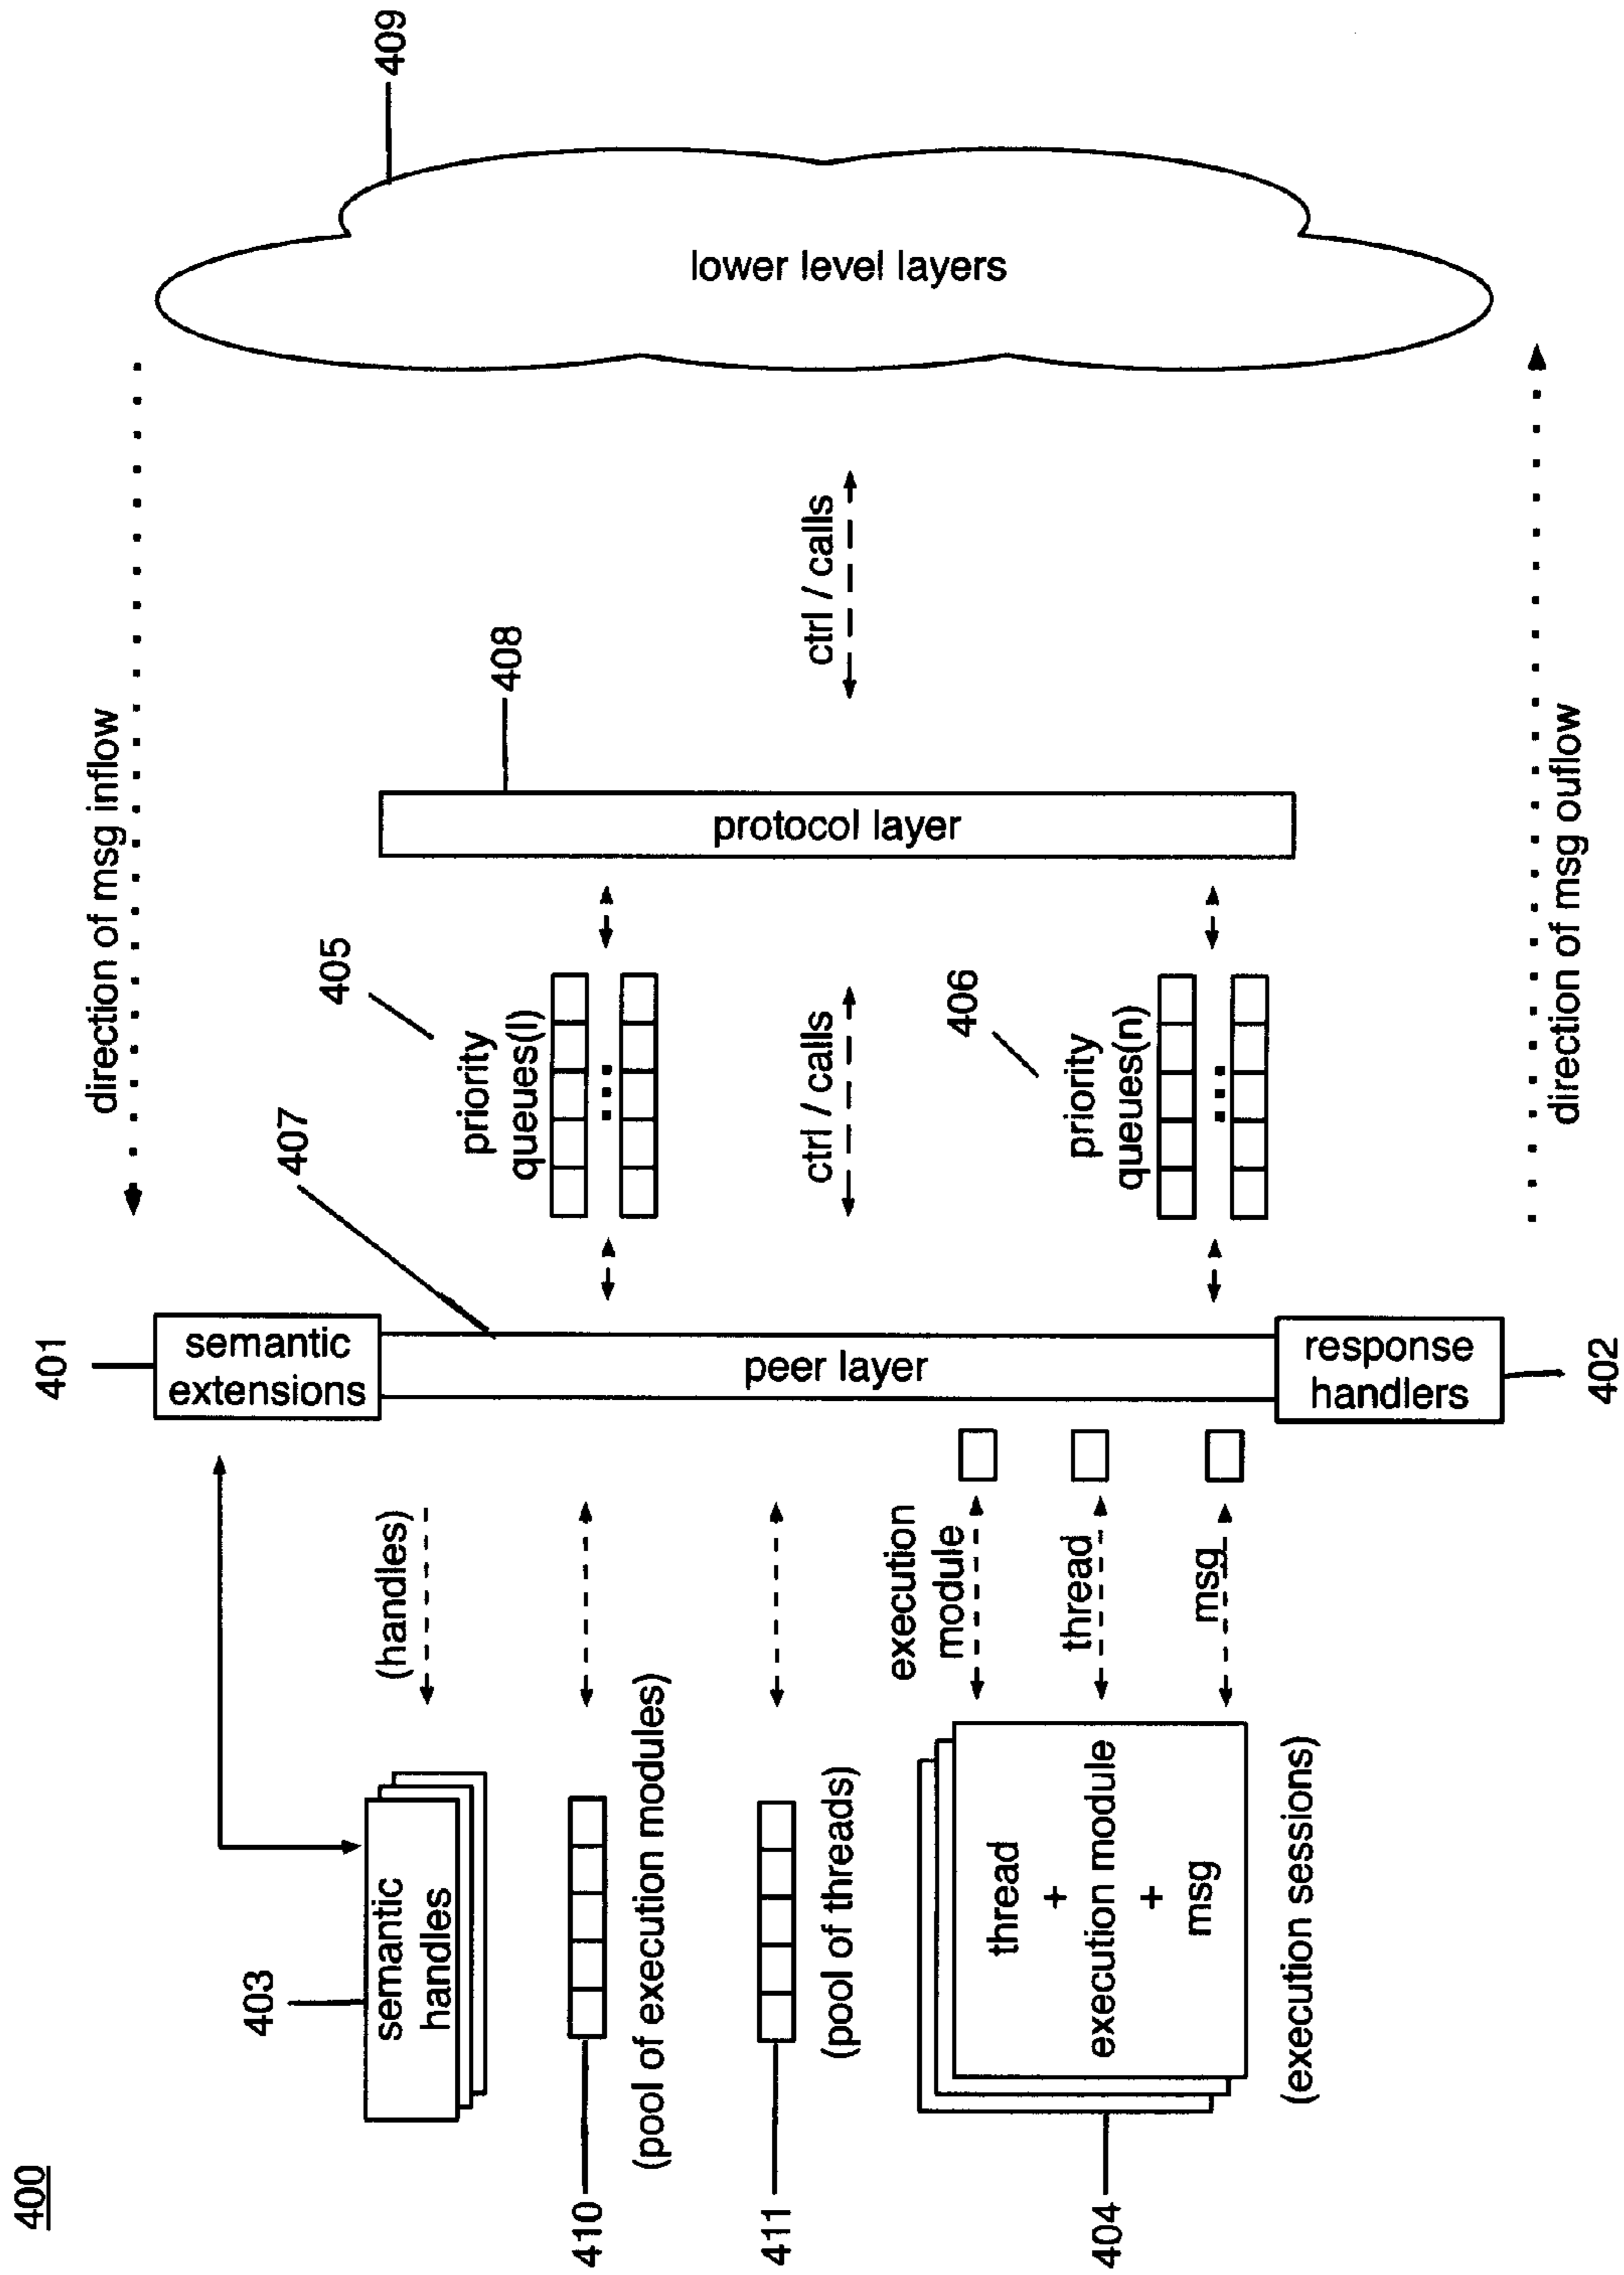 400
403
semantic
handles
(handles)
401
semantic
extensions
direction of msg inflow
409
410
(pool of execution modules)
411
(pool of threads)
407
peer layer
405
priority
queues(l)
ctrl / calls
408
protocol layer
ctrl / calls
lower level layers
404
thread
+
execution module
+
msg
(execution sessions)
execution
module
thread
msg
406
priority
queues(n)
response
handlers
402
direction of msg ouflow